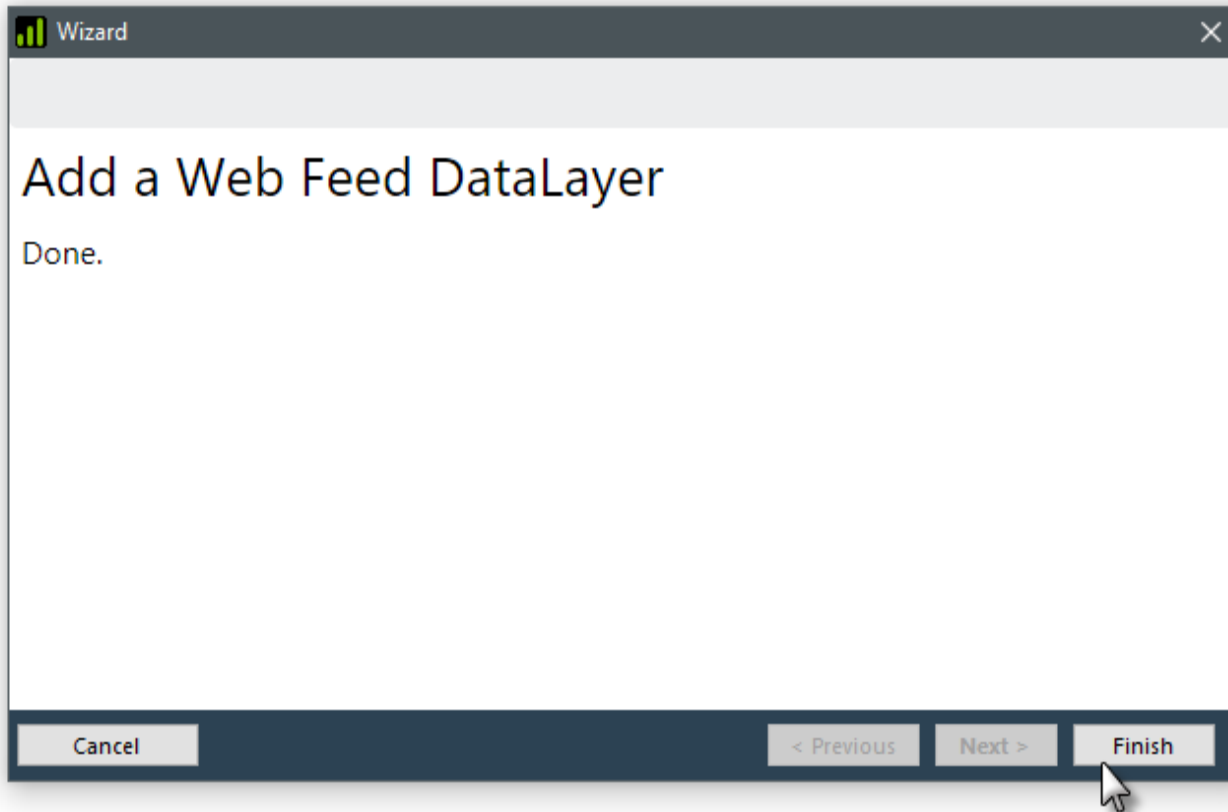 Wizard
Add a Web Feed DataLayer
Done.
Cancel
< Previous
Next >
Finish